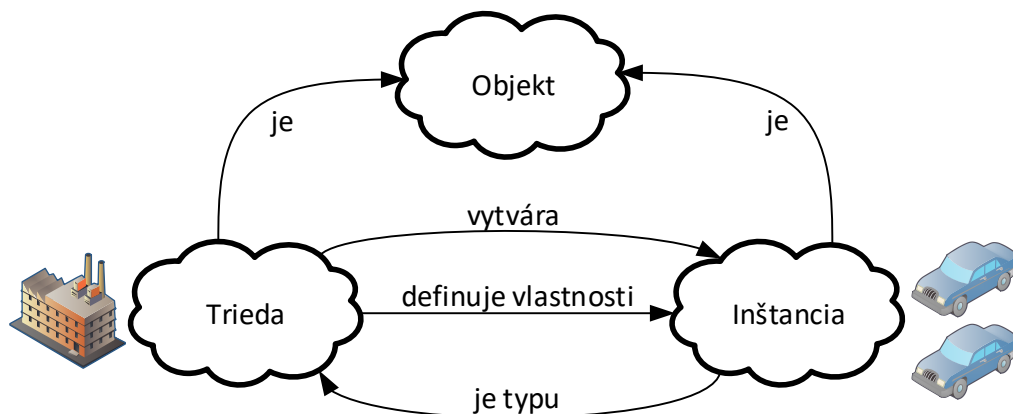 Objekt
je
je
vytvára
Trieda
definuje vlastnosti
Inštancia
je typu